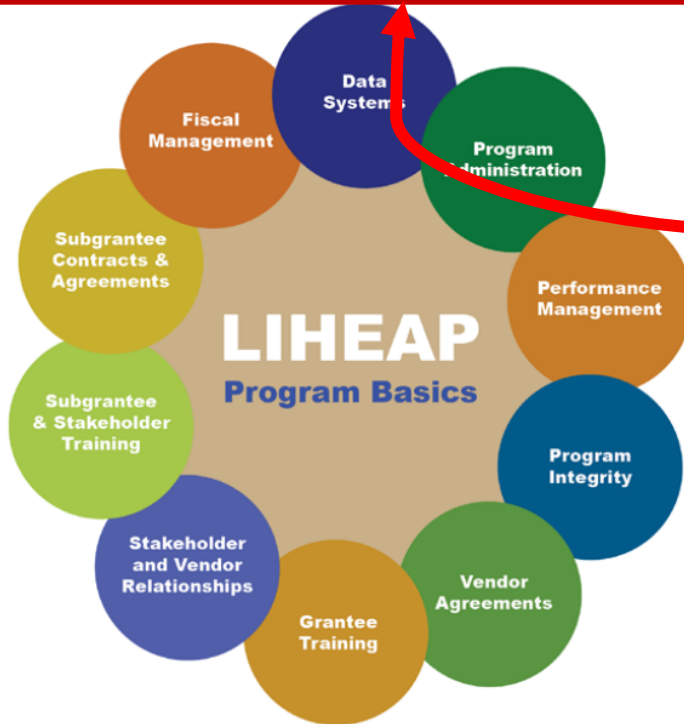 Data
Systems
Program
Administration
Performance
Management
Program
Integrity
Vendor
Agreements
Grantee
Training
Stakeholder
and Vendor
Relationships
Subgrantee
& Stakeholder
Training
Subgrantee
Contracts &
Agreements
Fiscal
Management
LIHEAP
Program Basics